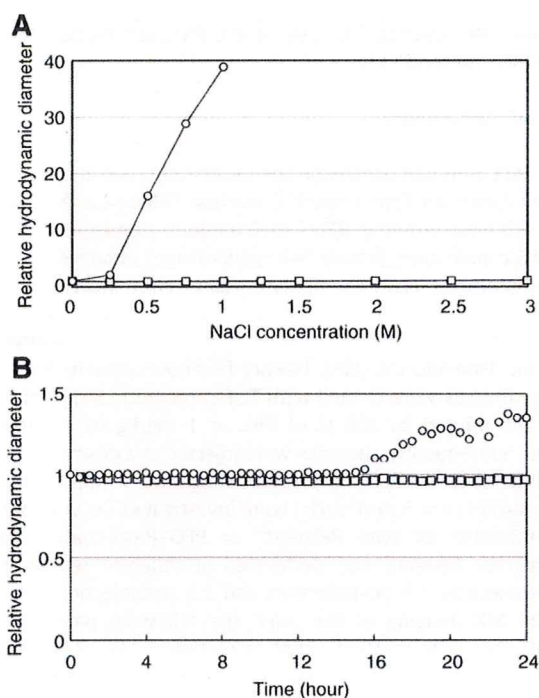 A
Relative hydrodynamic diameter
40
30
20
10
0
0 0.5 1 1.5 2 2.5 3
NaCl concentration (M)
B
Relative hydrodynamic diameter
1.5
1
0.5
0
0 4 8 12 16 20 24
Time (hour)